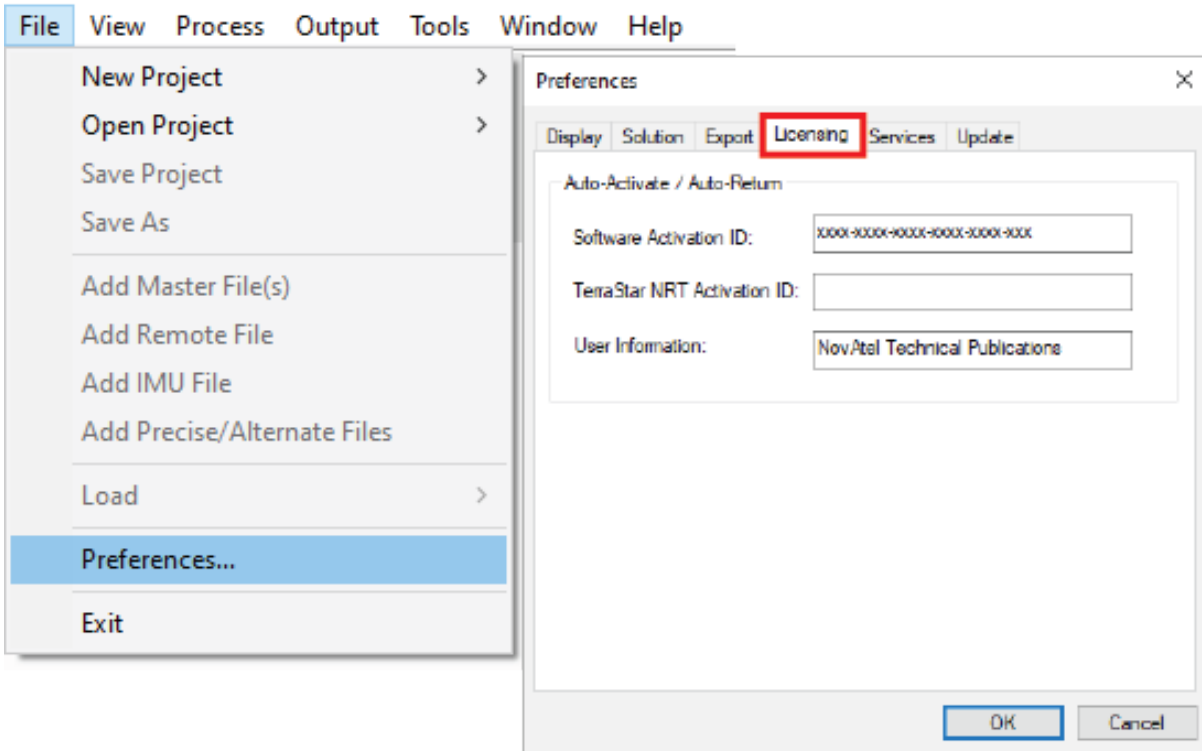 File View Process Output Tools Window Help
New Project
Open Project
Save Project
Save As
Add Master File(s)
Add Remote File
Add IMU File
Add Precise/Alternate Files
Load
Preferences...
Exit
Preferences
Display Solution Export Licensing Services Update
Auto-Activate / Auto-Return
Software Activation ID: xxxx-xxxx-xxxx-xxxx-xxxx-xxx
TerraStar NRT Activation ID:
User Information: NovAtel Technical Publications
OK Cancel